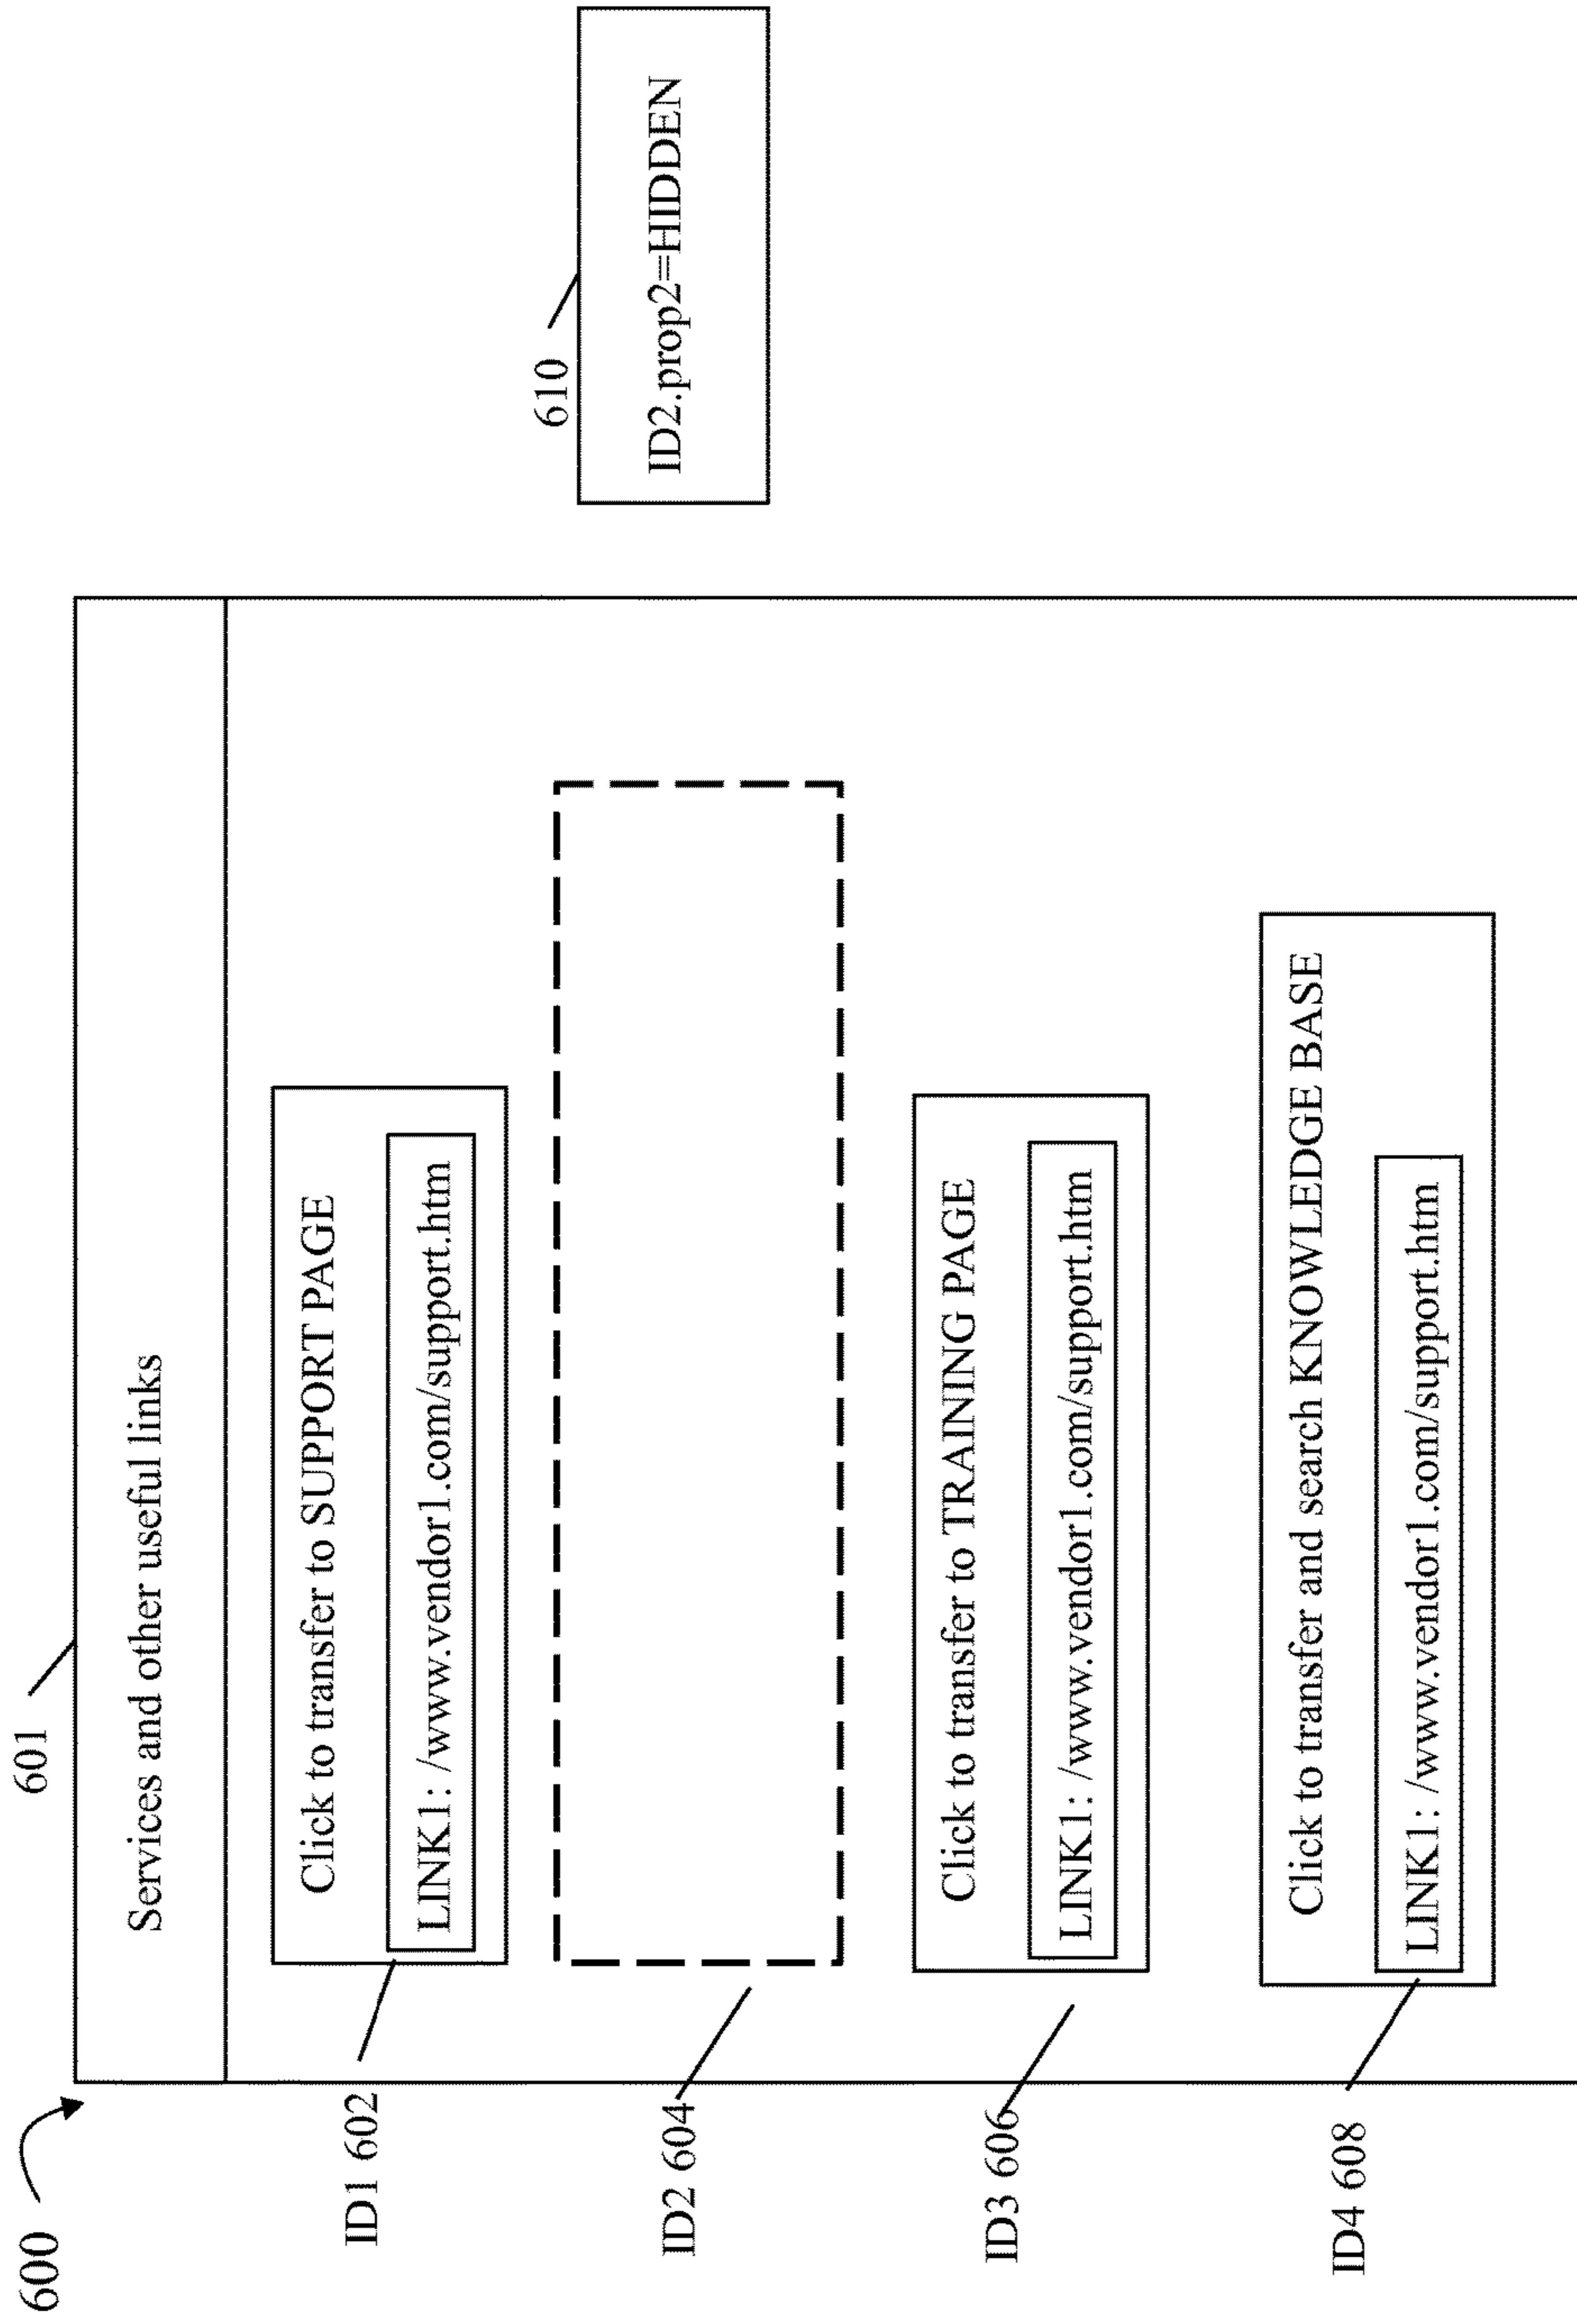 600
601
Services and other useful links
ID1 602
Click to transfer to SUPPORT PAGE
LINK1: /www.vendor1.com/support.htm
ID2 604
610
ID2.prop2=HIDDEN
ID3 606
Click to transfer to TRAINING PAGE
LINK1: /www.vendor1.com/support.htm
ID4 608
Click to transfer and search KNOWLEDGE BASE
LINK1: /www.vendor1.com/support.htm